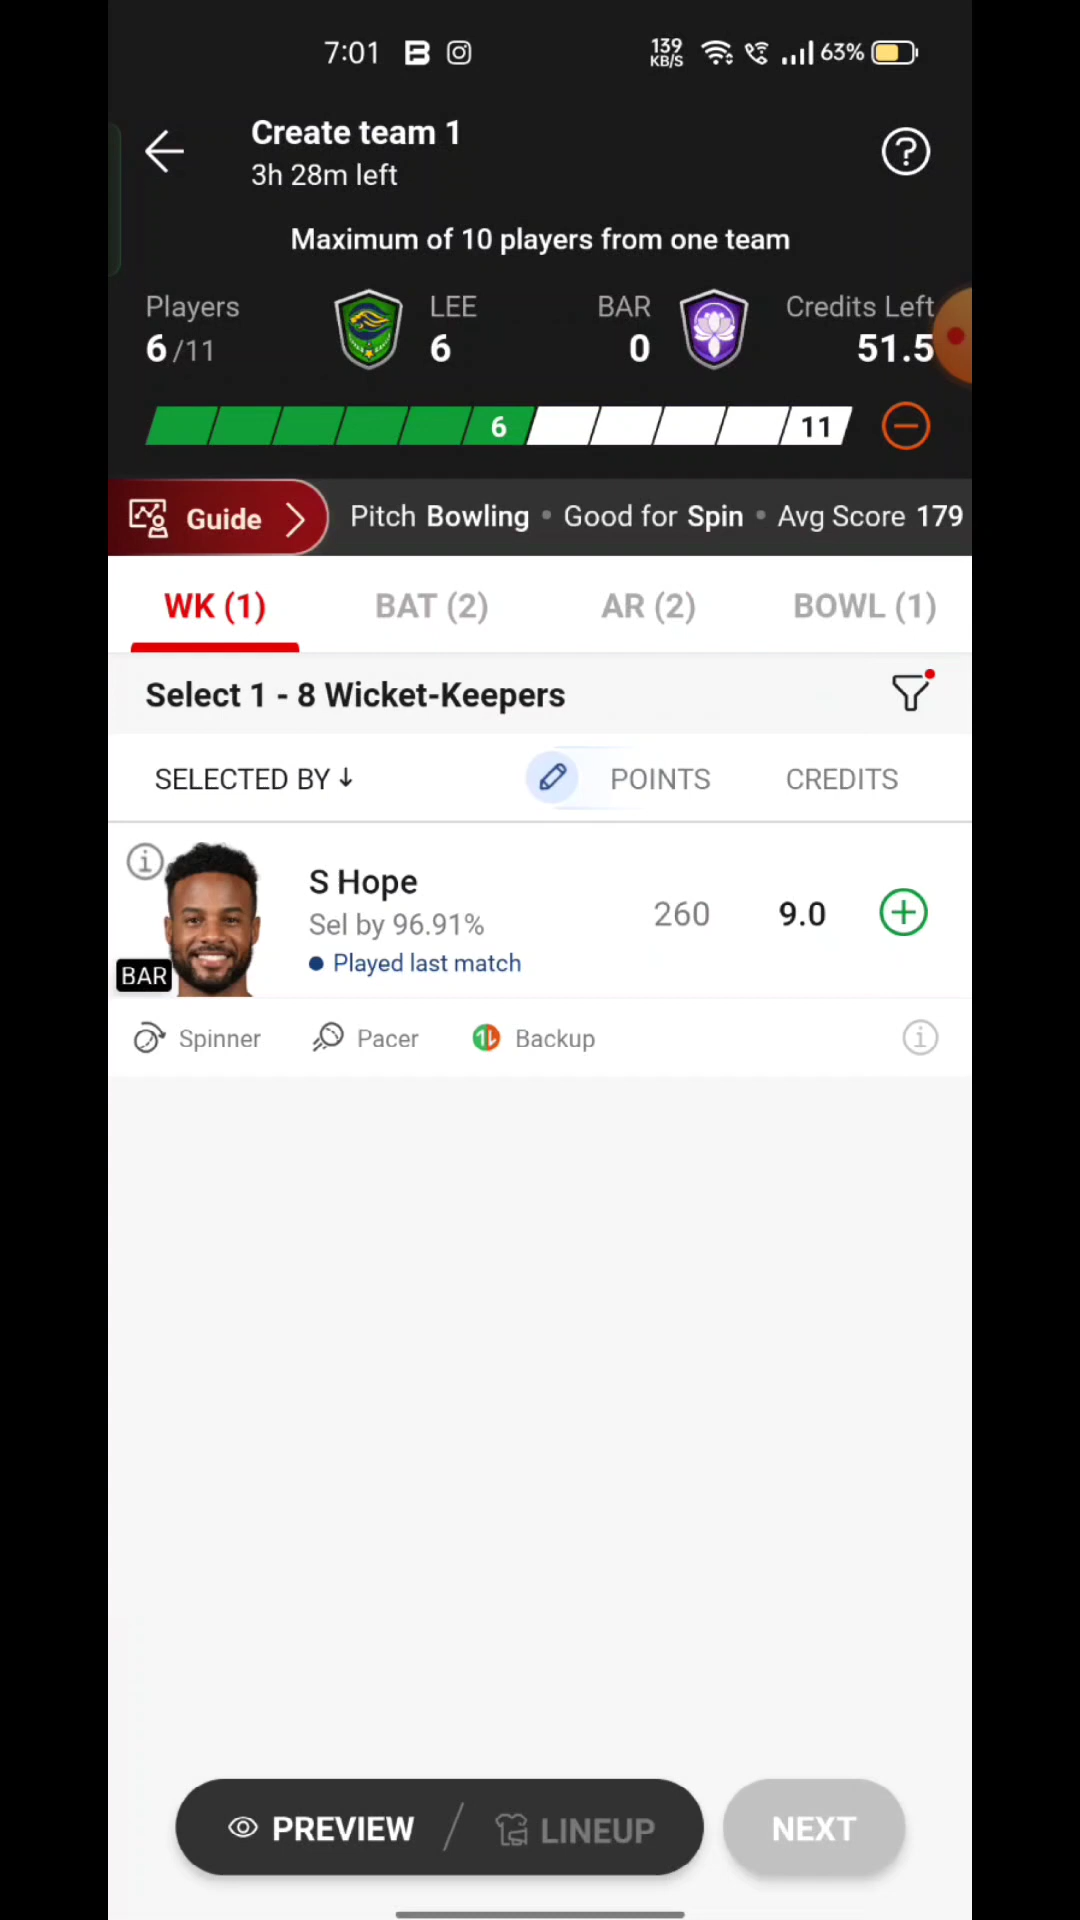 7:01 139 KB/S 63%
Create team 1
3h 28m left
Maximum of 10 players from one team
Players LEE BAR Credits Left
6/11 6 0 51.5
6 11
Guide Pitch Bowling • Good for Spin • Avg Score 179
WK (1) BAT (2) AR (2) BOWL (1)
Select 1 - 8 Wicket-Keepers
SELECTED BY ↓ POINTS CREDITS
S Hope
Sel by 96.91% 260 9.0
Played last match
BAR
Spinner Pacer Backup
PREVIEW / LINEUP NEXT